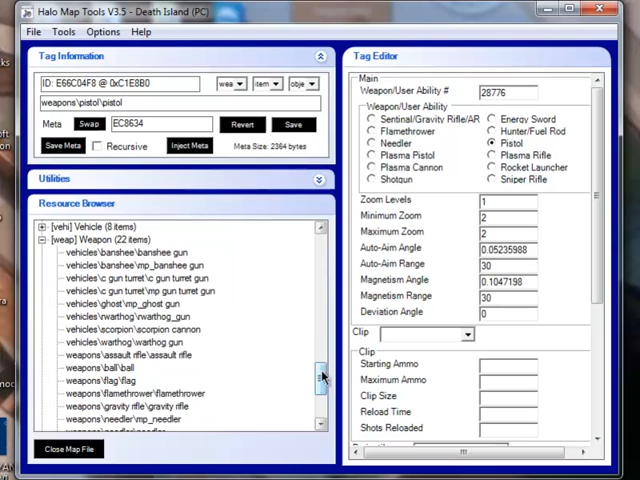 Halo Map Tools V3.5 - Death Island (PC)
File Tools Options Help
Tag Information
ID: E66C04F8 @ 0xC1E8B0
wea item obje
weapons\pistol\pistol
Meta Swap EC8634 Revert Save
Save Meta Recursive Inject Meta Meta Size: 2364 bytes
Utilities
Resource Browser
[vehi] Vehicle (8 items)
[weap] Weapon (22 items)
vehicles\banshee\banshee gun
vehicles\banshee\mp_banshee gun
vehicles\c gun turret\c gun turret
vehicles\c gun turret\mp gun turret
vehicles\ghost\mp_ghost gun
vehicles\rwarthog\rwarthog_gun
vehicles\scorpion\scorpion cannon
vehicles\warthog\warthog gun
weapons\assault rifle\assault rifle
weapons\ball\ball
weapons\flag\flag
weapons\flamethrower\flamethrower
weapons\gravity rifle\gravity rifle
weapons\needler\mp_needler
Close Map File
Tag Editor
Main
Weapon/User Ability # 28776
Weapon/User Ability
Sentinal/Gravity Rifle/AR Energy Sword
Flamethrower Hunter/Fuel Rod
Needler Pistol
Plasma Pistol Plasma Rifle
Plasma Cannon Rocket Launcher
Shotgun Sniper Rifle
Zoom Levels 1
Minimum Zoom 2
Maximum Zoom 2
Auto-Aim Angle 0.05235988
Auto-Aim Range 30
Magnetism Angle 0.1047198
Magnetism Range 30
Deviation Angle 0
Clip
Clip
Starting Ammo
Maximum Ammo
Clip Size
Reload Time
Shots Reloaded